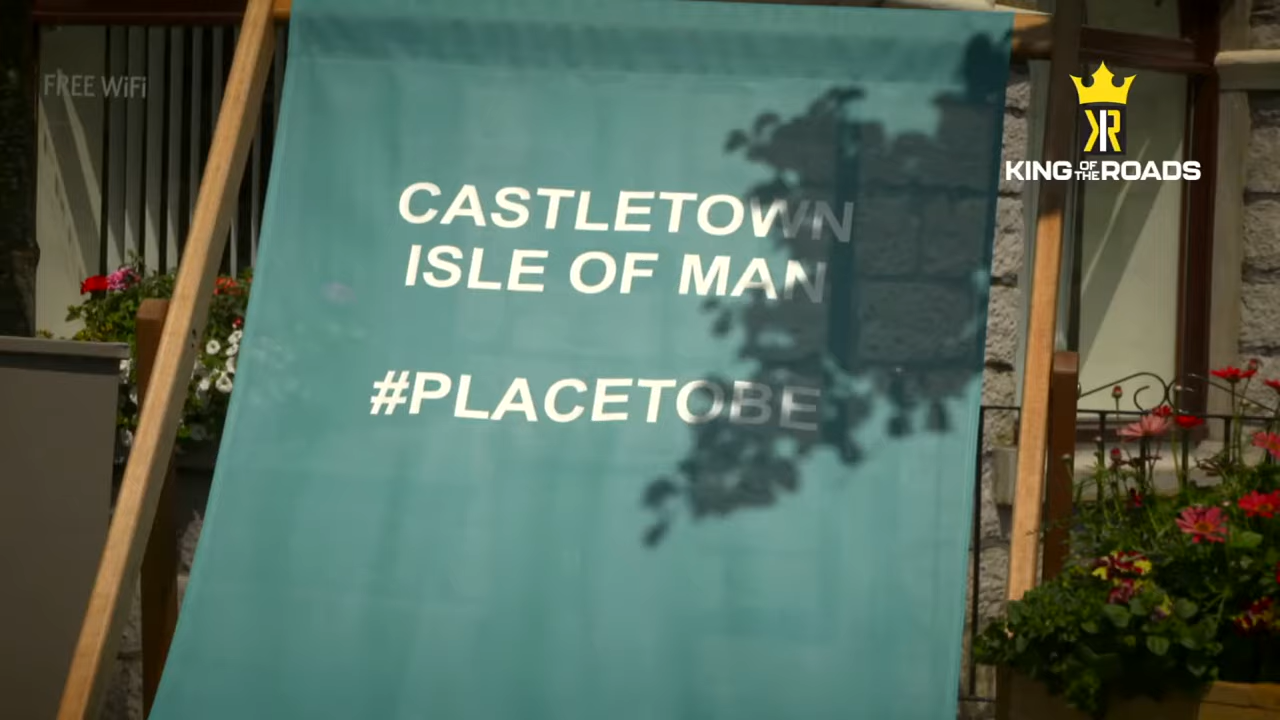 FREE WiFi
KING OF THE ROADS
CASTLETOWN
ISLE OF MAN
#PLACETOBE